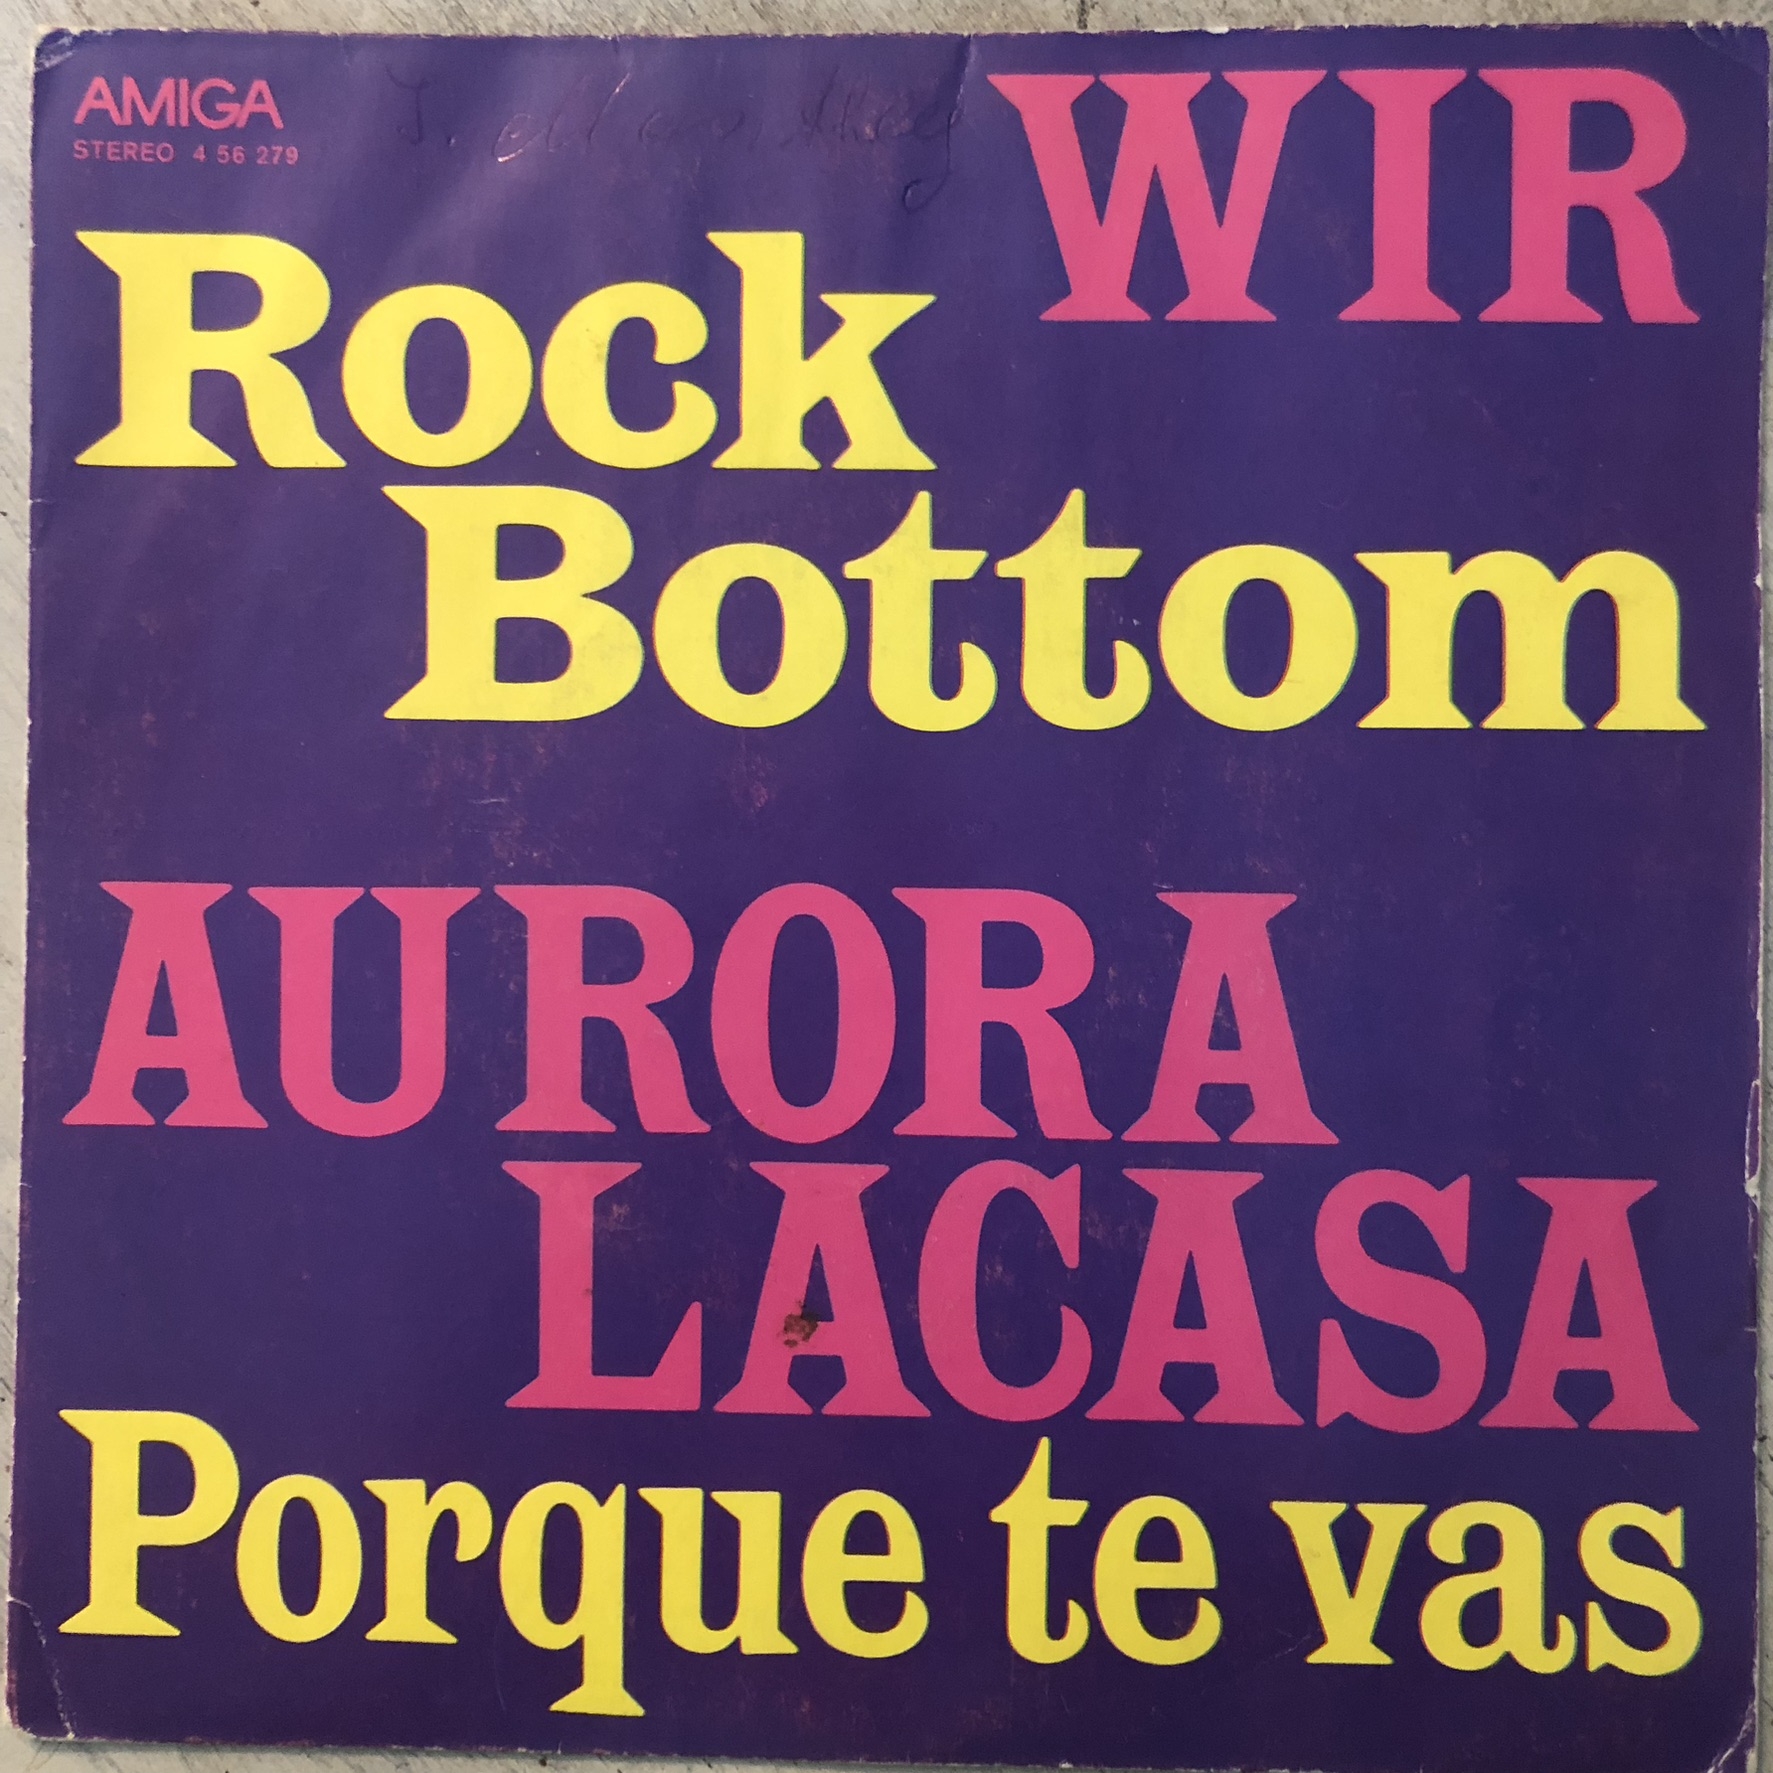 AMIGA
STEREO 4 56 279
WIR
Rock
Bottom
AURORA
LACASA
Porque te vas